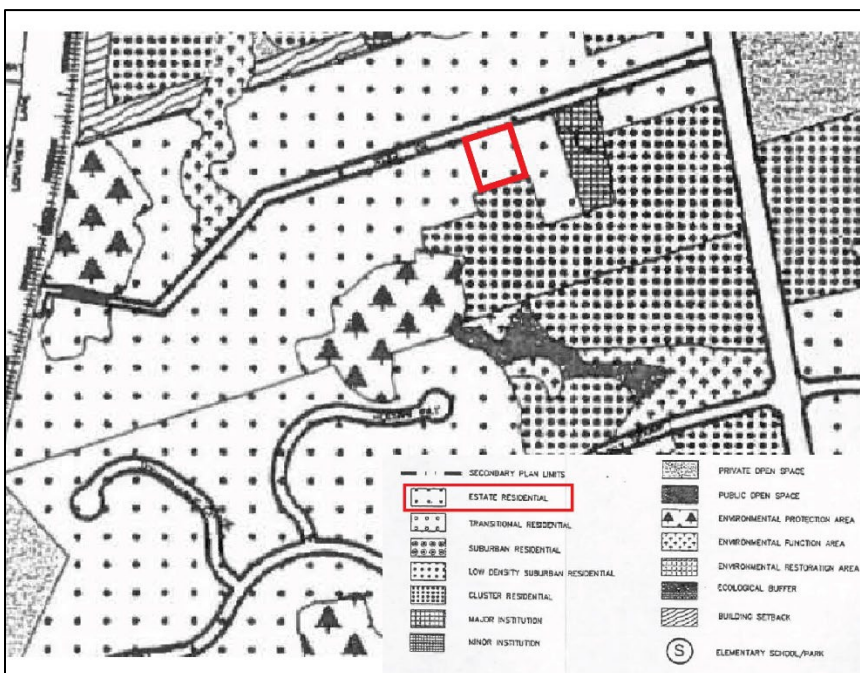 SECONDARY PLAN LIMITS
ESTATE RESIDENTIAL
TRANSITIONAL RESIDENTIAL
SUBURBAN RESIDENTIAL
LOW DENSITY SUBURBAN RESIDENTIAL
CLUSTER RESIDENTIAL
MAJOR INSTITUTION
MINOR INSTITUTION
PRIVATE OPEN SPACE
PUBLIC OPEN SPACE
ENVIRONMENTAL PROTECTION AREA
ENVIRONMENTAL FUNCTION AREA
ENVIRONMENTAL RESTORATION AREA
ECOLOGICAL BUFFER
BUILDING SETBACK
S
ELEMENTARY SCHOOL/PARK